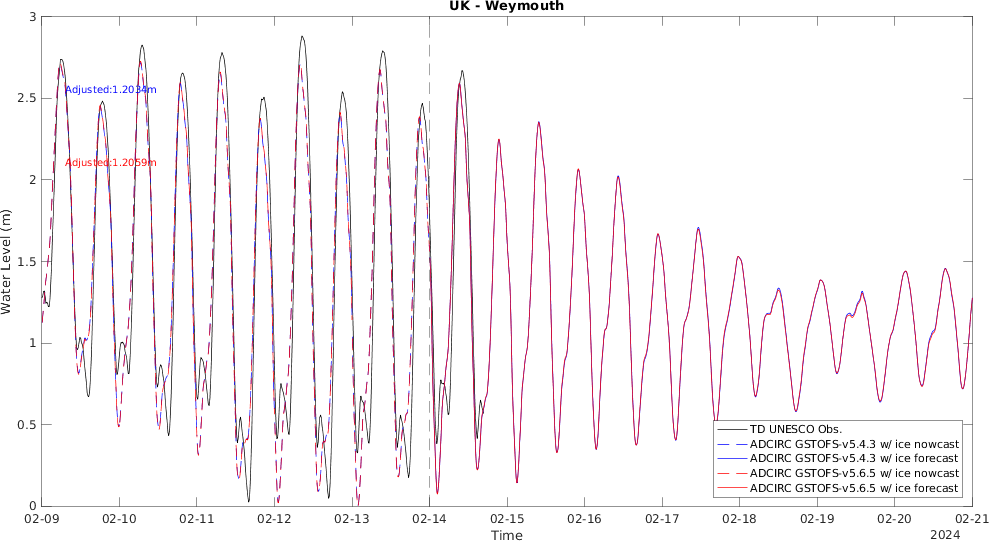 UK - Weymouth
3
2.5
2
1.5
1
0.5
0
Water Level (m)
Adjusted:1.2034m
Adjusted:1.2059m
TD UNESCO Obs.
ADCIRC GSTOFS-v5.4.3 w/ ice nowcast
ADCIRC GSTOFS-v5.4.3 w/ ice forecast
ADCIRC GSTOFS-v5.6.5 w/ ice nowcast
ADCIRC GSTOFS-v5.6.5 w/ ice forecast
02-09 02-10 02-11 02-12 02-13 02-14 02-15 02-16 02-17 02-18 02-19 02-20 02-21
Time
2024